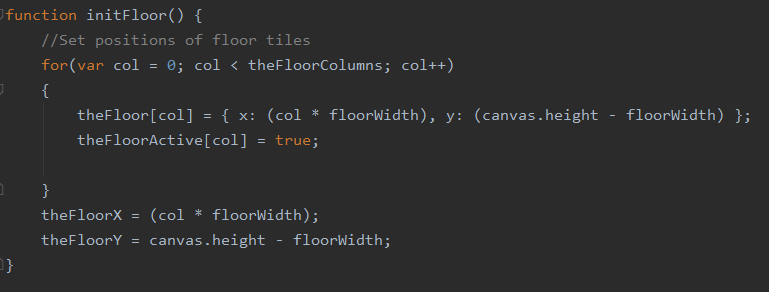 function initFloor() {
    //Set positions of floor tiles
    for(var col = 0; col < theFloorColumns; col++)
    {
        theFloor[col] = { x: (col * floorWidth), y: (canvas.height - floorWidth) };
        theFloorActive[col] = true;
    }
    theFloorX = (col * floorWidth);
    theFloorY = canvas.height - floorWidth;
}